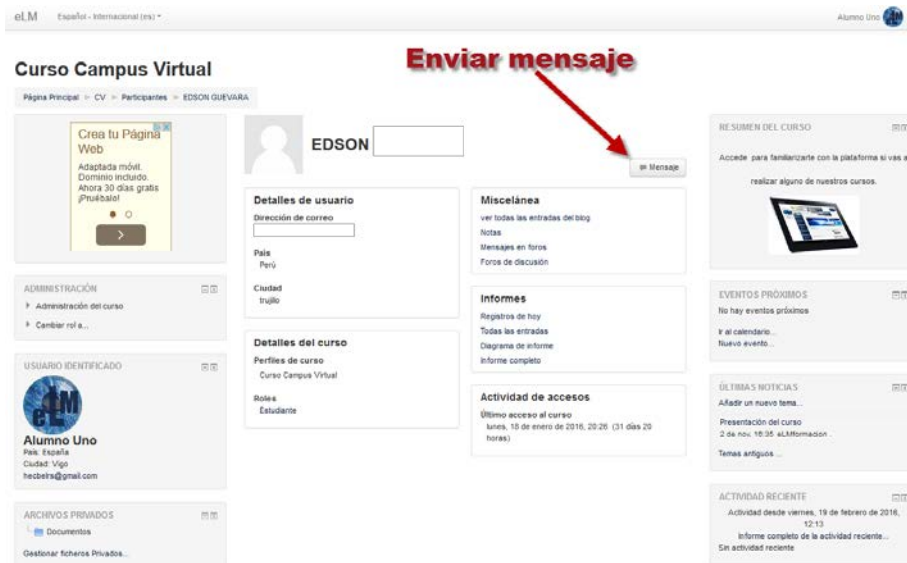 eLM Español - Internacional (es)
Alumno Uno
Enviar mensaje
Curso Campus Virtual
Página Principal CV Participantes EDSON GUEVARA
Crea tu Página
Web
Adaptada móvil.
Dominio incluido.
Ahora 30 días gratis
¡Pruébalo!
ADMINISTRACIÓN
Administración del curso
Cambiar rol a...
USUARIO IDENTIFICADO
eLM
Alumno Uno
País: España
Ciudad: Vigo
hecbeirs@gmail.com
ARCHIVOS PRIVADOS
Documentos
Gestionar ficheros Privados...
EDSON
Mensaje
Detalles de usuario
Dirección de correo
País
Perú
Ciudad
trujillo
Detalles del curso
Perfiles de curso
Curso Campus Virtual
Roles
Estudiante
Miscelánea
ver todas las entradas del blog
Notas
Mensajes en foros
Foros de discusión
Informes
Registros de hoy
Todas las entradas
Diagrama de informe
Informe completo
Actividad de accesos
Último acceso al curso
lunes, 18 de enero de 2016, 20:26 (31 días 20
horas)
RESUMEN DEL CURSO
Accede para familiarizarte con la plataforma si vas a
realizar alguno de nuestros cursos.
EVENTOS PRÓXIMOS
No hay eventos próximos
Ir al calendario...
Nuevo evento...
ÚLTIMAS NOTICIAS
Añadir un nuevo tema...
Presentación del curso
2 de nov, 16:35 eLMformacion .
Temas antiguos ...
ACTIVIDAD RECIENTE
Actividad desde viernes, 19 de febrero de 2016,
12:13
Informe completo de la actividad reciente...
Sin actividad reciente